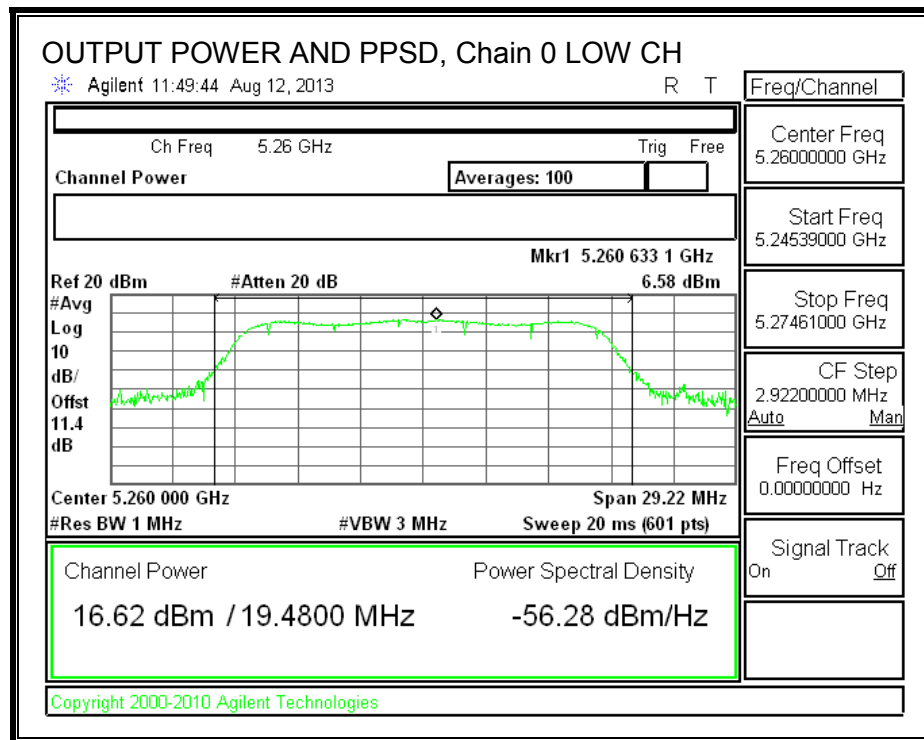 OUTPUT POWER AND PPSD, Chain 0 LOW CH
Agilent 11:49:44 Aug 12, 2013 R T
Freq/Channel
Ch Freq 5.26 GHz Trig Free
Channel Power Averages: 100
Mkr1 5.260 633 1 GHz
Ref 20 dBm #Atten 20 dB 6.58 dBm
#Avg
Log
10
dB/
Offst
11.4
dB
1
Center 5.260 000 GHz Span 29.22 MHz
#Res BW 1 MHz #VBW 3 MHz Sweep 20 ms (601 pts)
Channel Power Power Spectral Density
16.62 dBm / 19.4800 MHz -56.28 dBm/Hz
Center Freq
5.26000000 GHz
Start Freq
5.24539000 GHz
Stop Freq
5.27461000 GHz
CF Step
2.92200000 MHz
Auto Man
Freq Offset
0.00000000 Hz
Signal Track
On Off
Copyright 2000-2010 Agilent Technologies